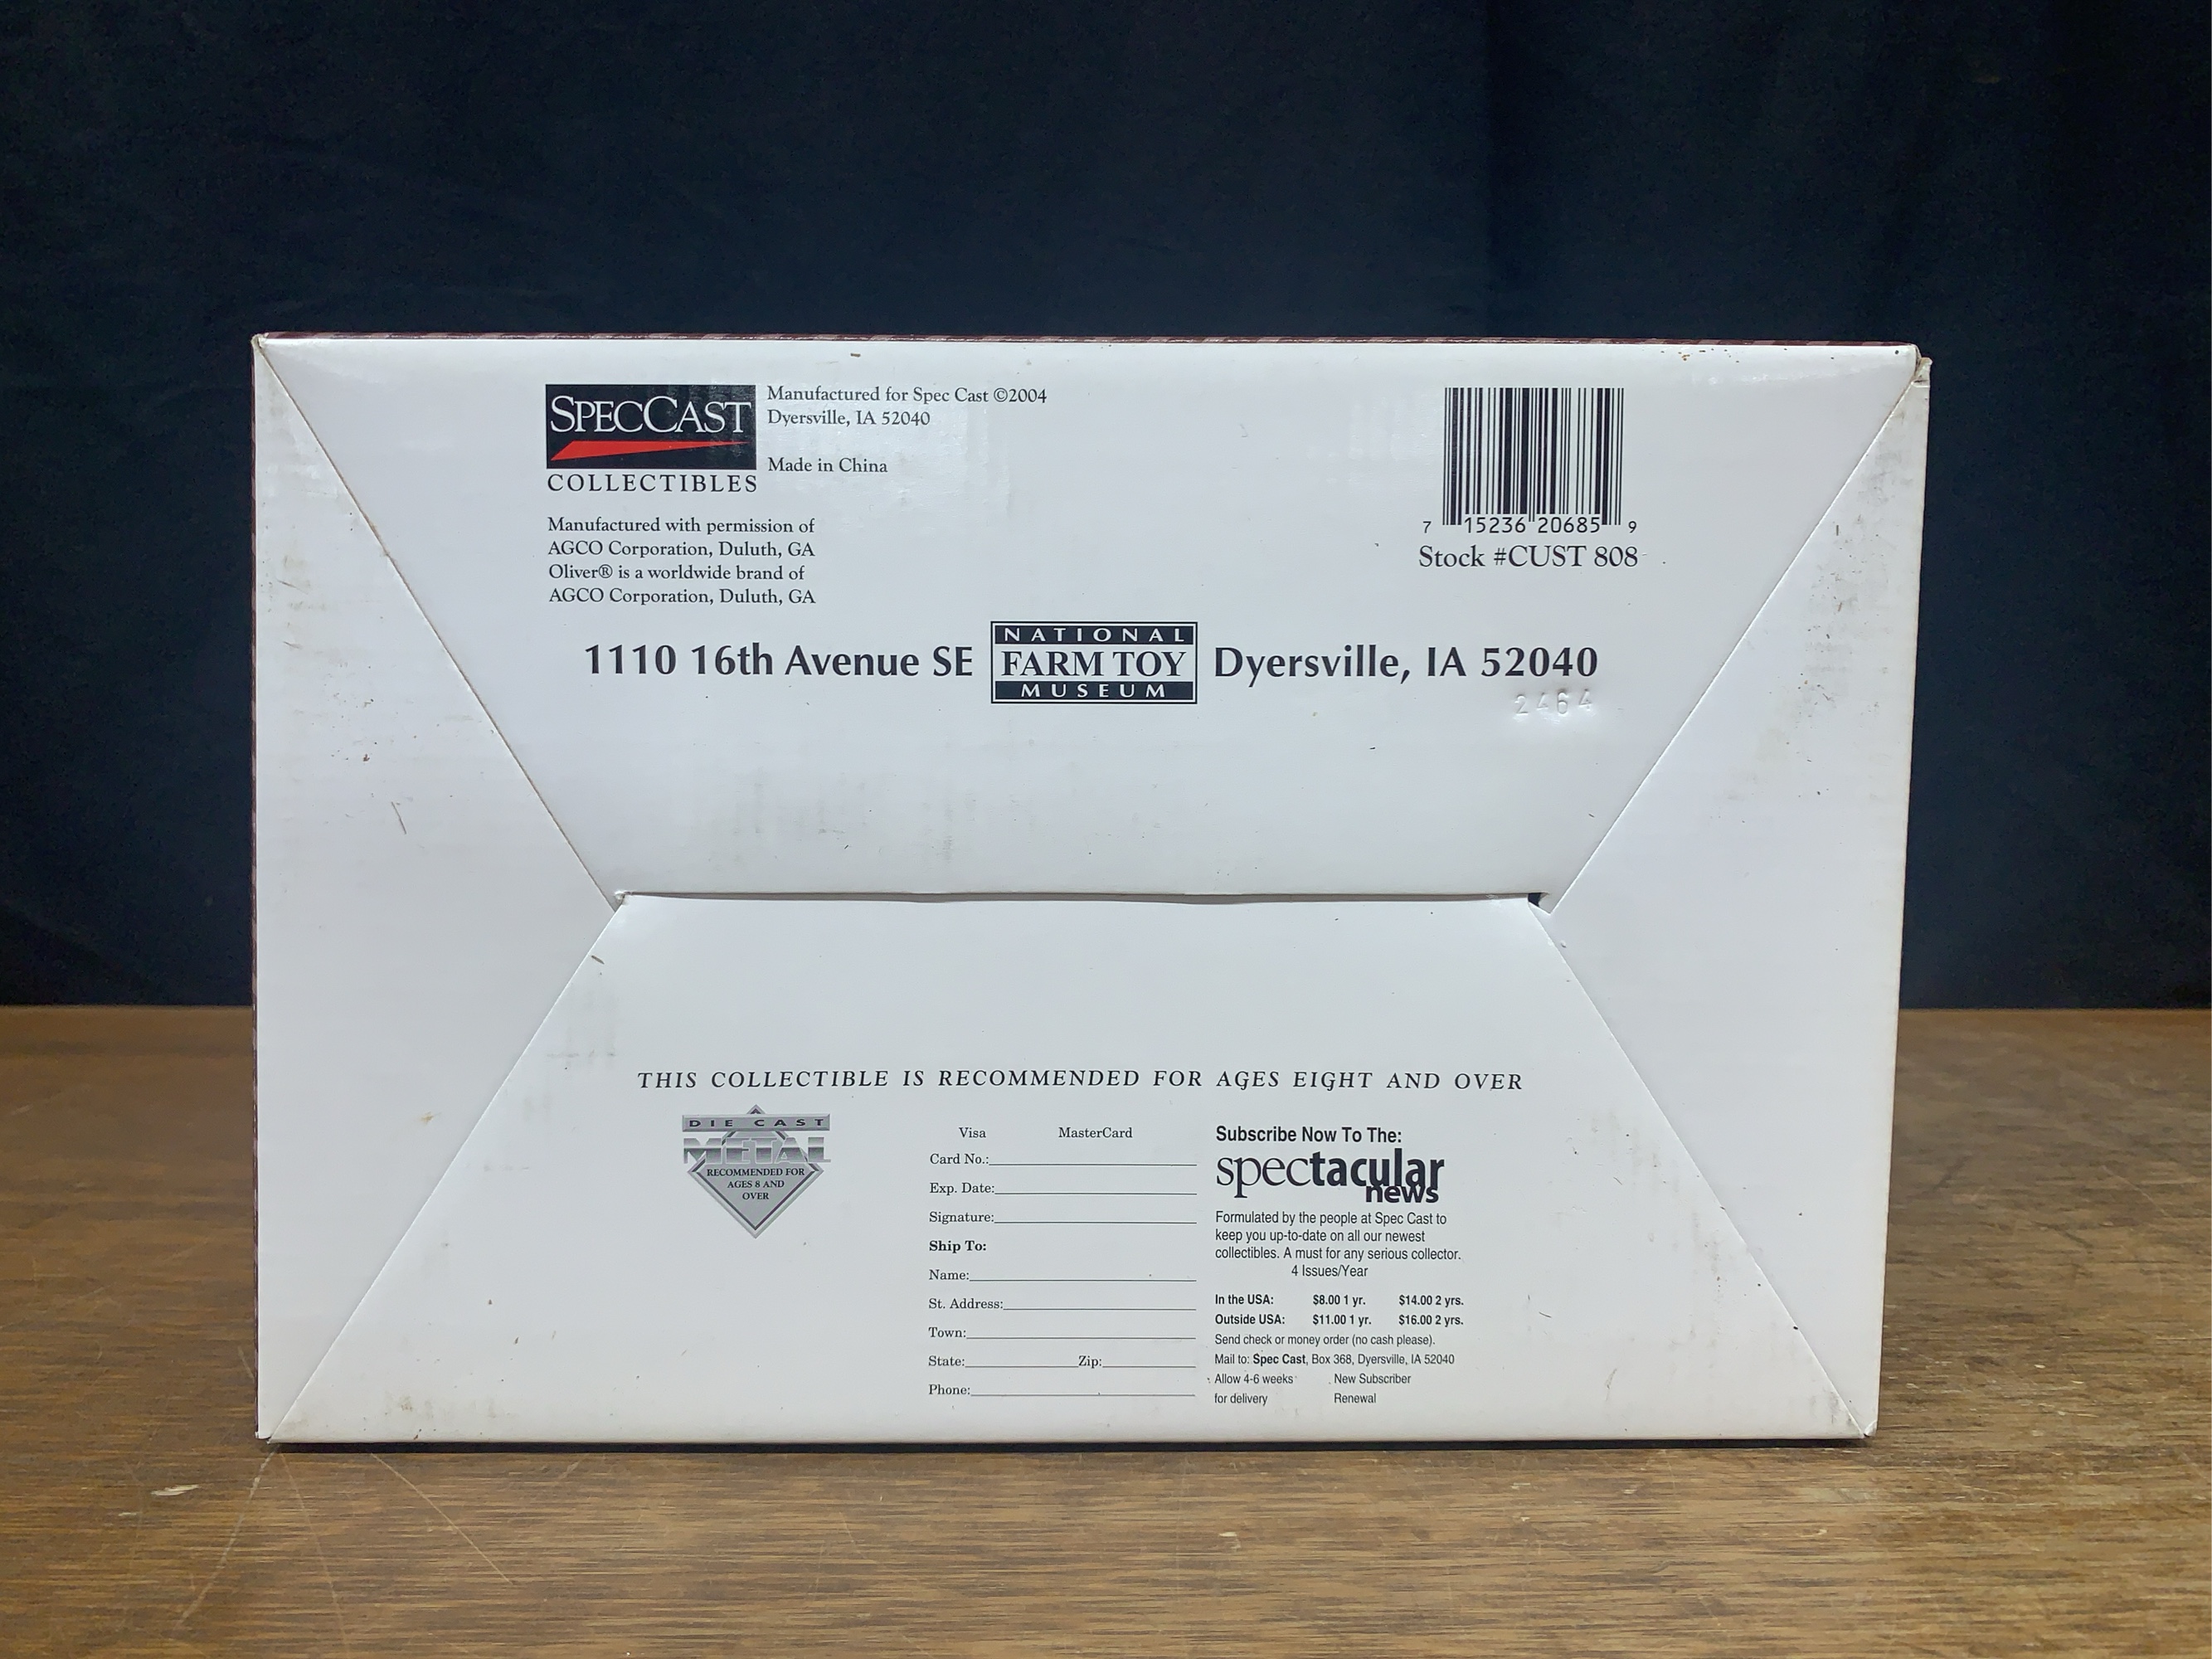 SPECCAST
COLLECTIBLES
Manufactured for Spec Cast ©2004
Dyersville, IA 52040
Made in China
Manufactured with permission of
AGCO Corporation, Duluth, GA
Oliver® is a worldwide brand of
AGCO Corporation, Duluth, GA
7 15236 20685 9
Stock #CUST 808
1110 16th Avenue SE NATIONAL FARM TOY MUSEUM Dyersville, IA 52040
2464
THIS COLLECTIBLE IS RECOMMENDED FOR AGES EIGHT AND OVER
DIE CAST
METAL
RECOMMENDED FOR
AGES 8 AND
OVER
Visa MasterCard
Card No.:
Exp. Date:
Signature:
Ship To:
Name:
St. Address:
Town:
State: Zip:
Phone:
Subscribe Now To The:
spectacular
news
Formulated by the people at Spec Cast to
keep you up-to-date on all our newest
collectibles. A must for any serious collector.
4 Issues/Year
In the USA: $8.00 1 yr. $14.00 2 yrs.
Outside USA: $11.00 1 yr. $16.00 2 yrs.
Send check or money order (no cash please).
Mail to: Spec Cast, Box 368, Dyersville, IA 52040
Allow 4-6 weeks New Subscriber
for delivery Renewal